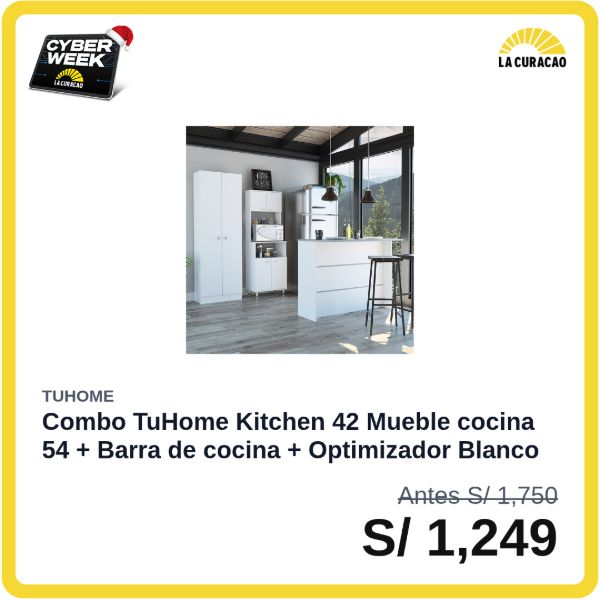 CYBER
WEEK
LA CURACAO
LA CURACAO
TUHOME
Combo TuHome Kitchen 42 Mueble cocina
54 + Barra de cocina + Optimizador Blanco
Antes S/ 1,750
S/ 1,249